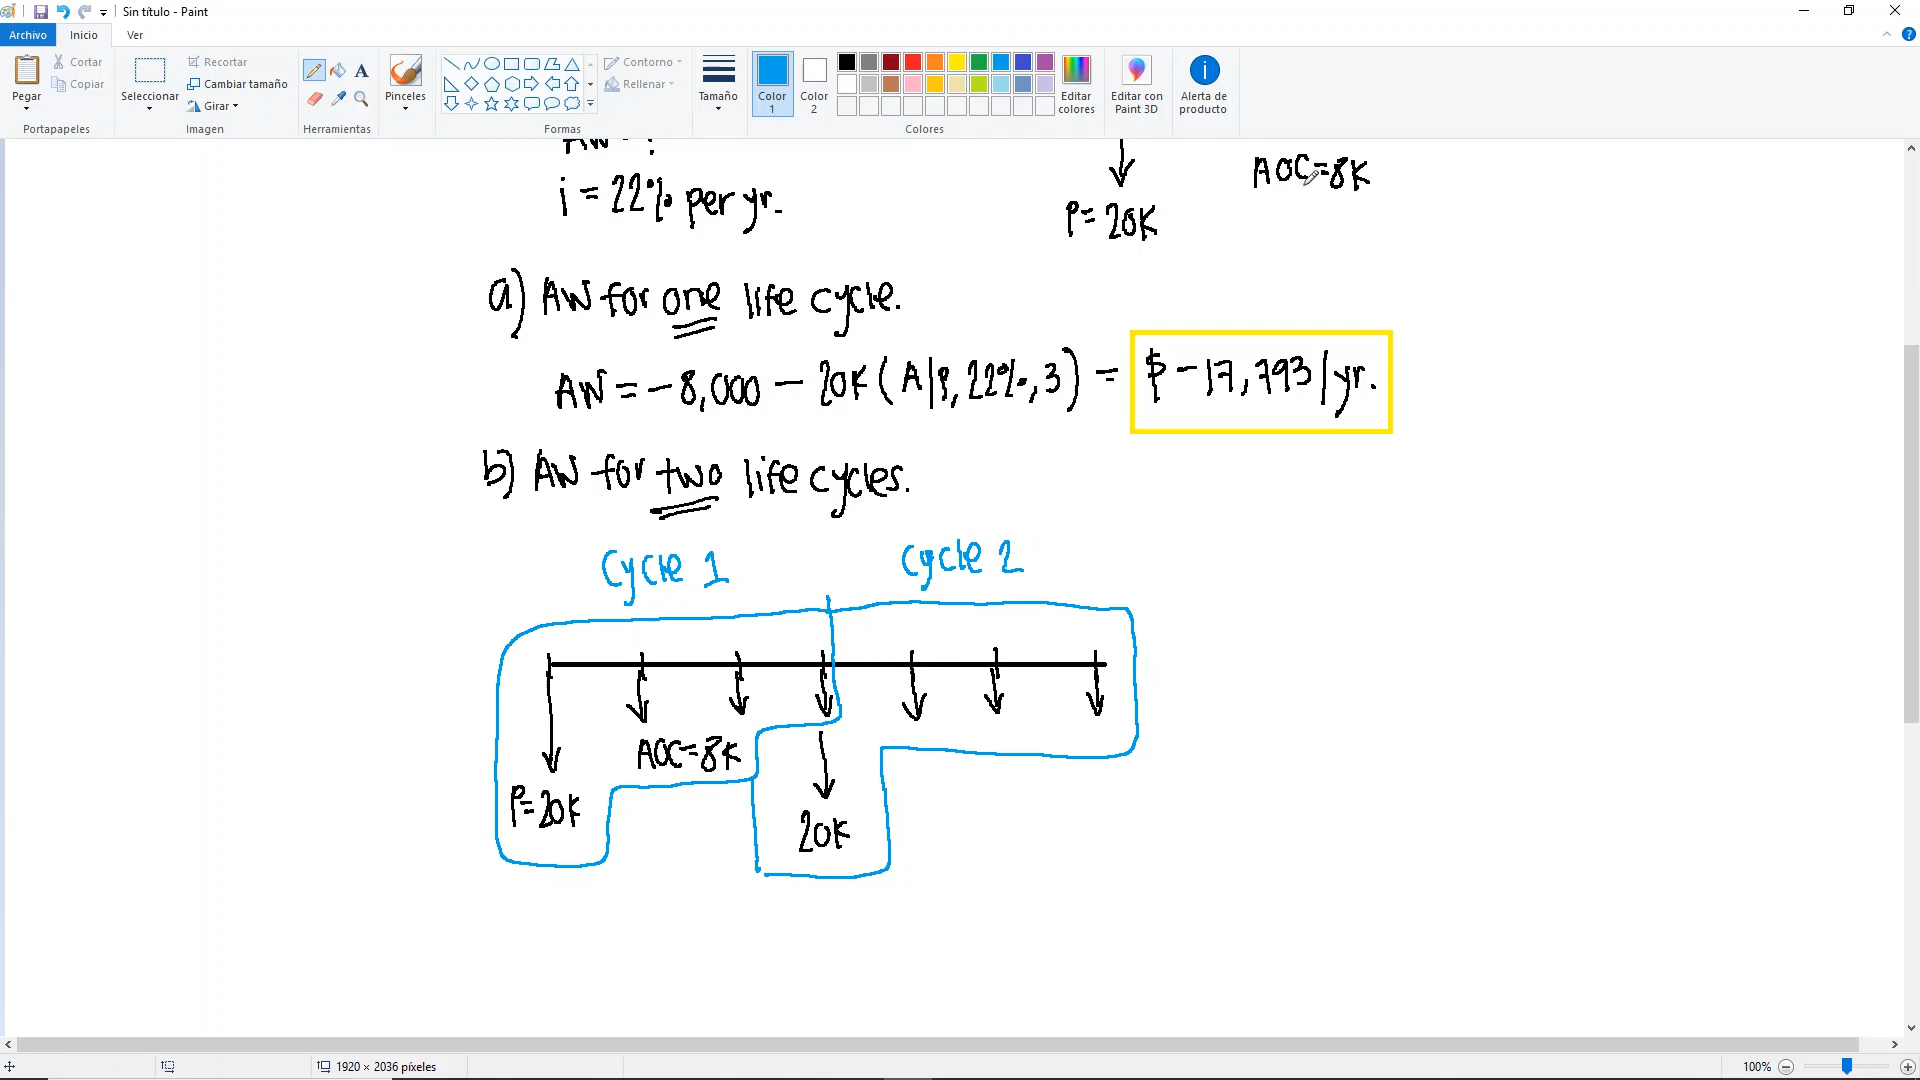 Sin título - Paint
Archivo Inicio Ver
Pegar
Cortar
Copiar
Portapapeles
Seleccionar
Recortar
Cambiar tamaño
Girar
Imagen
Herramientas
Pinceles
Contorno
Rellenar
Formas
Tamaño
Color 1
Color 2
Editar colores
Colores
Editar con Paint 3D
Alerta de producto
i = 22% per yr.
P = 20K
AOC = 8K
a) AW for one life cycle.
AW = - 8,000 - 20K ( A|P, 22%, 3 ) = $ - 17,793 / yr.
b) AW for two life cycles.
Cycle 1 Cycle 2
AOC = 8K
P = 20K
20K
1920 × 2036 píxeles
100%